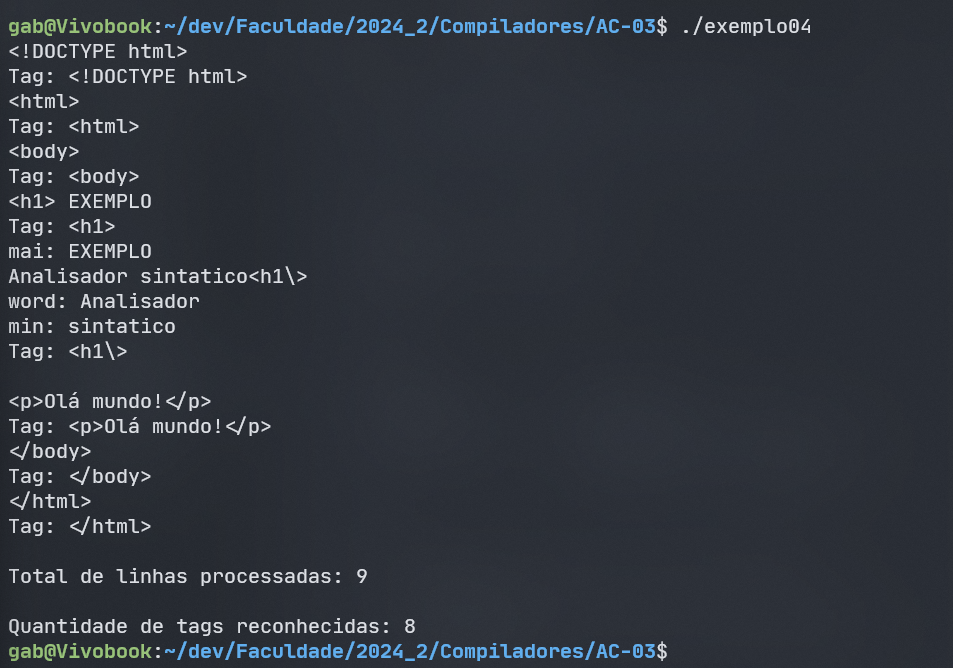 gab@Vivobook:~/dev/Faculdade/2024_2/Compiladores/AC-03$ ./exemplo04
<!DOCTYPE html>
Tag: <!DOCTYPE html>
<html>
Tag: <html>
<body>
Tag: <body>
<h1> EXEMPLO
Tag: <h1>
mai: EXEMPLO
Analisador sintatico<h1\>
word: Analisador
min: sintatico
Tag: <h1\>

<p>Olá mundo!</p>
Tag: <p>Olá mundo!</p>
</body>
Tag: </body>
</html>
Tag: </html>

Total de linhas processadas: 9

Quantidade de tags reconhecidas: 8
gab@Vivobook:~/dev/Faculdade/2024_2/Compiladores/AC-03$